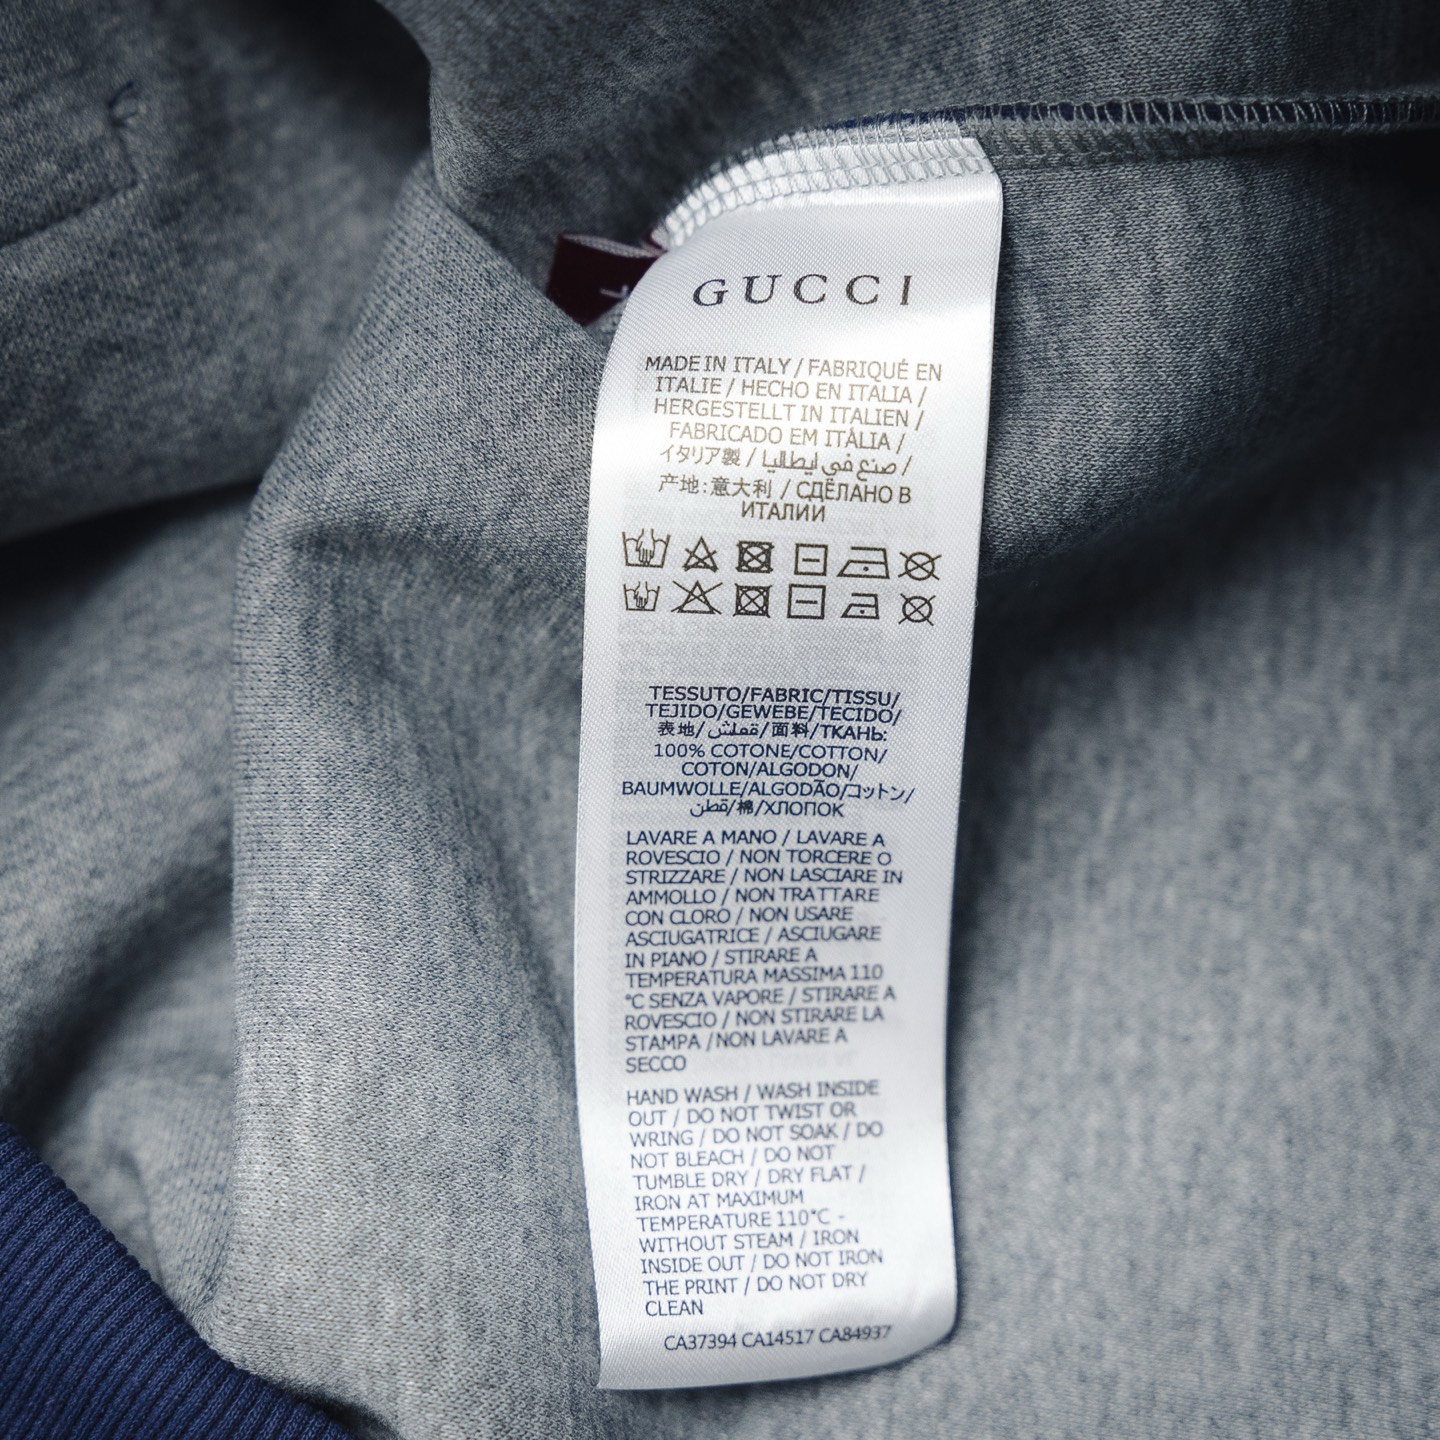 GUCCI
MADE IN ITALY / FABRIQUÉ EN
ITALIE / HECHO EN ITALIA /
HERGESTELLT IN ITALIEN /
FABRICADO EM ITÁLIA /
イタリア製 / صنع في إيطاليا /
产地: 意大利 / СДЕЛАНО В
ИТАЛИИ
TESSUTO/FABRIC/TISSU/
TEJIDO/GEWEBE/TECIDO/
表地/قماش/面料/ТКАНЬ:
100% COTONE/COTTON/
COTON/ALGODON/
BAUMWOLLE/ALGODÃO/コットン/
قطن/棉/ХЛОПОК
LAVARE A MANO / LAVARE A
ROVESCIO / NON TORCERE O
STRIZZARE / NON LASCIARE IN
AMMOLLO / NON TRATTARE
CON CLORO / NON USARE
ASCIUGATRICE / ASCIUGARE
IN PIANO / STIRARE A
TEMPERATURA MASSIMA 110
°C SENZA VAPORE / STIRARE A
ROVESCIO / NON STIRARE LA
STAMPA / NON LAVARE A
SECCO
HAND WASH / WASH INSIDE
OUT / DO NOT TWIST OR
WRING / DO NOT SOAK / DO
NOT BLEACH / DO NOT
TUMBLE DRY / DRY FLAT /
IRON AT MAXIMUM
TEMPERATURE 110°C -
WITHOUT STEAM / IRON
INSIDE OUT / DO NOT IRON
THE PRINT / DO NOT DRY
CLEAN
CA37394 CA14517 CA84937